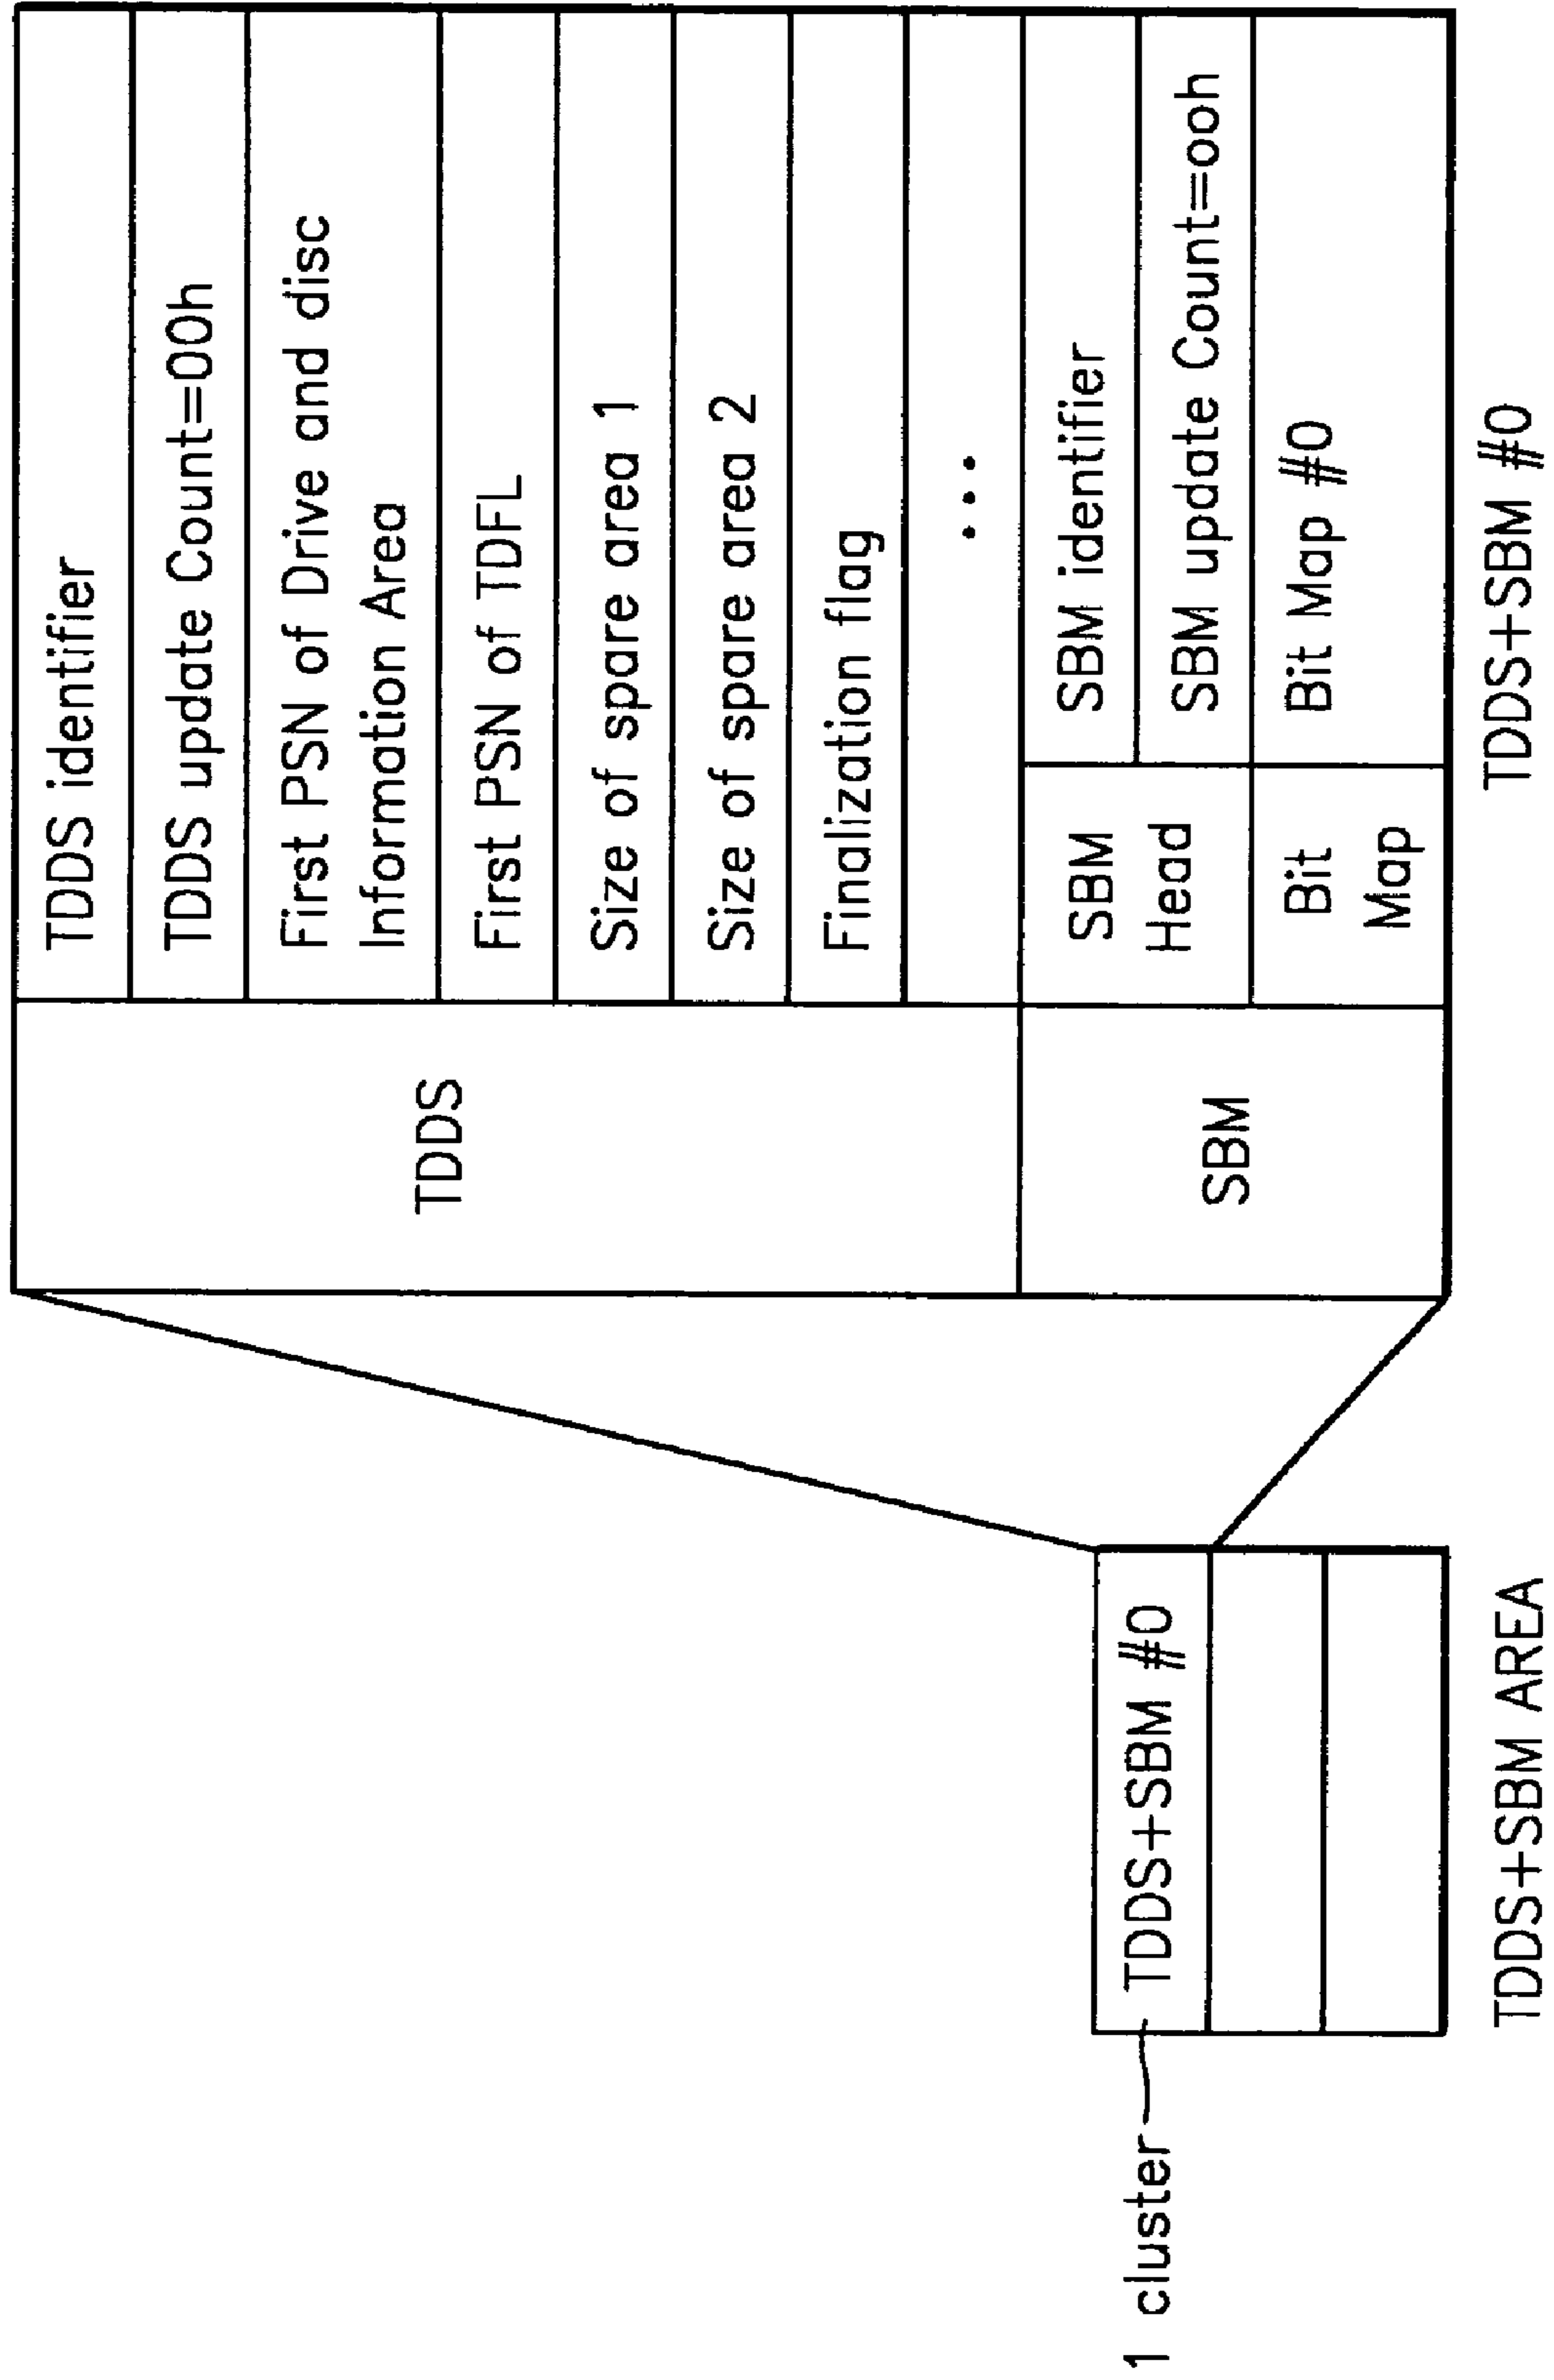 1 cluster
TDDS+SBM #0
TDDS+SBM AREA
TDDS
TDDS identifier
TDDS update Count=00h
First PSN of Drive and disc
Information Area
First PSN of TDFL
Size of spare area 1
Size of spare area 2
Finalization flag
...
SBM
SBM
Head
SBM identifier
SBM update Count=ooh
Bit
Map
Bit Map #0
TDDS+SBM #0